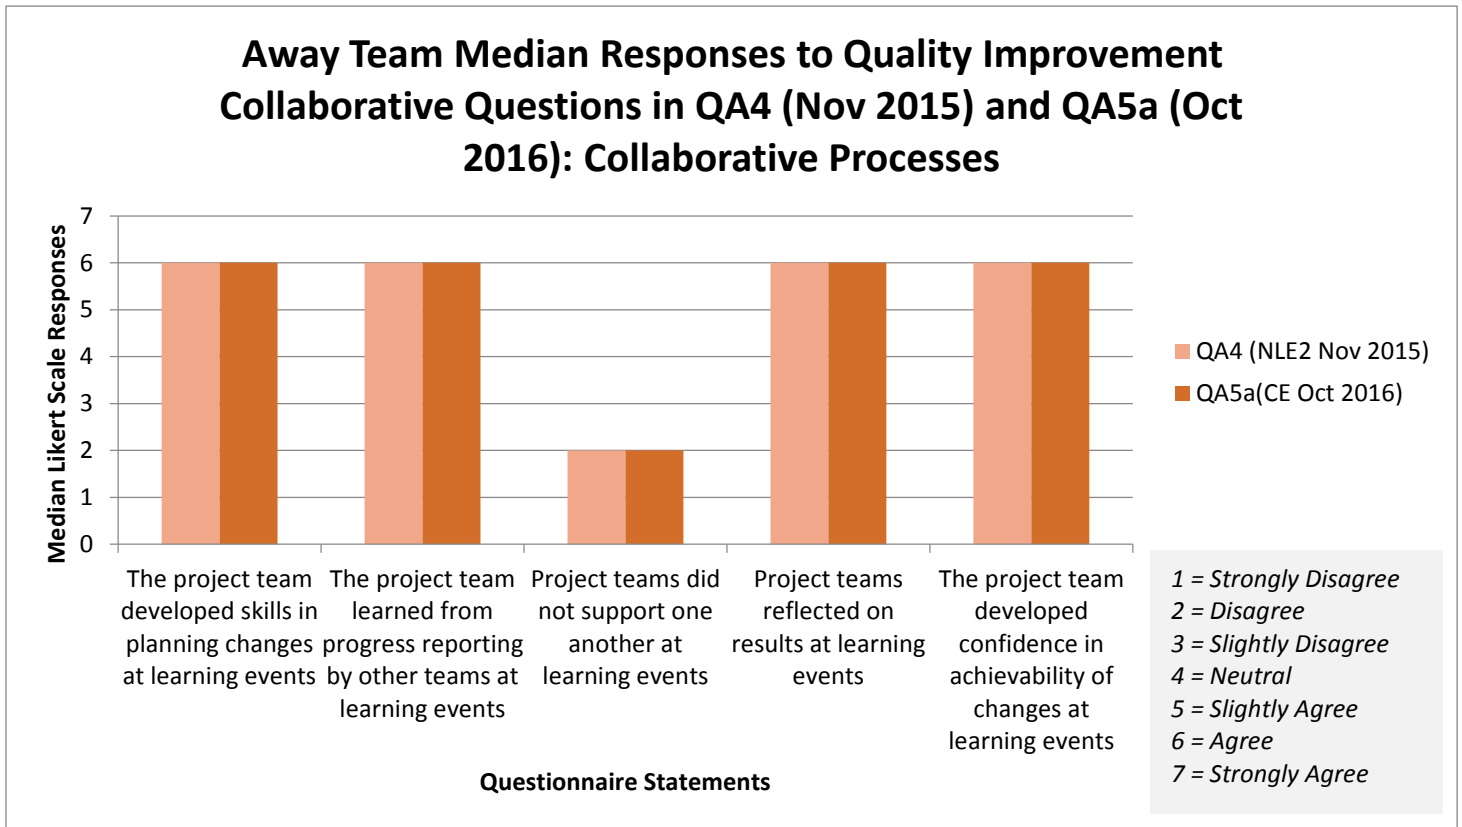 Away Team Median Responses to Quality Improvement
Collaborative Questions in QA4 (Nov 2015) and QA5a (Oct
2016): Collaborative Processes
Median Likert Scale Responses
7
6
5
4
3
2
1
0
The project team
developed skills in
planning changes
at learning events
The project team
learned from
progress reporting
by other teams at
learning events
Project teams did
not support one
another at
learning events
Project teams
reflected on
results at learning
events
The project team
developed
confidence in
achievability of
changes at
learning events
Questionnaire Statements
QA4 (NLE2 Nov 2015)
QA5a(CE Oct 2016)
1 = Strongly Disagree
2 = Disagree
3 = Slightly Disagree
4 = Neutral
5 = Slightly Agree
6 = Agree
7 = Strongly Agree